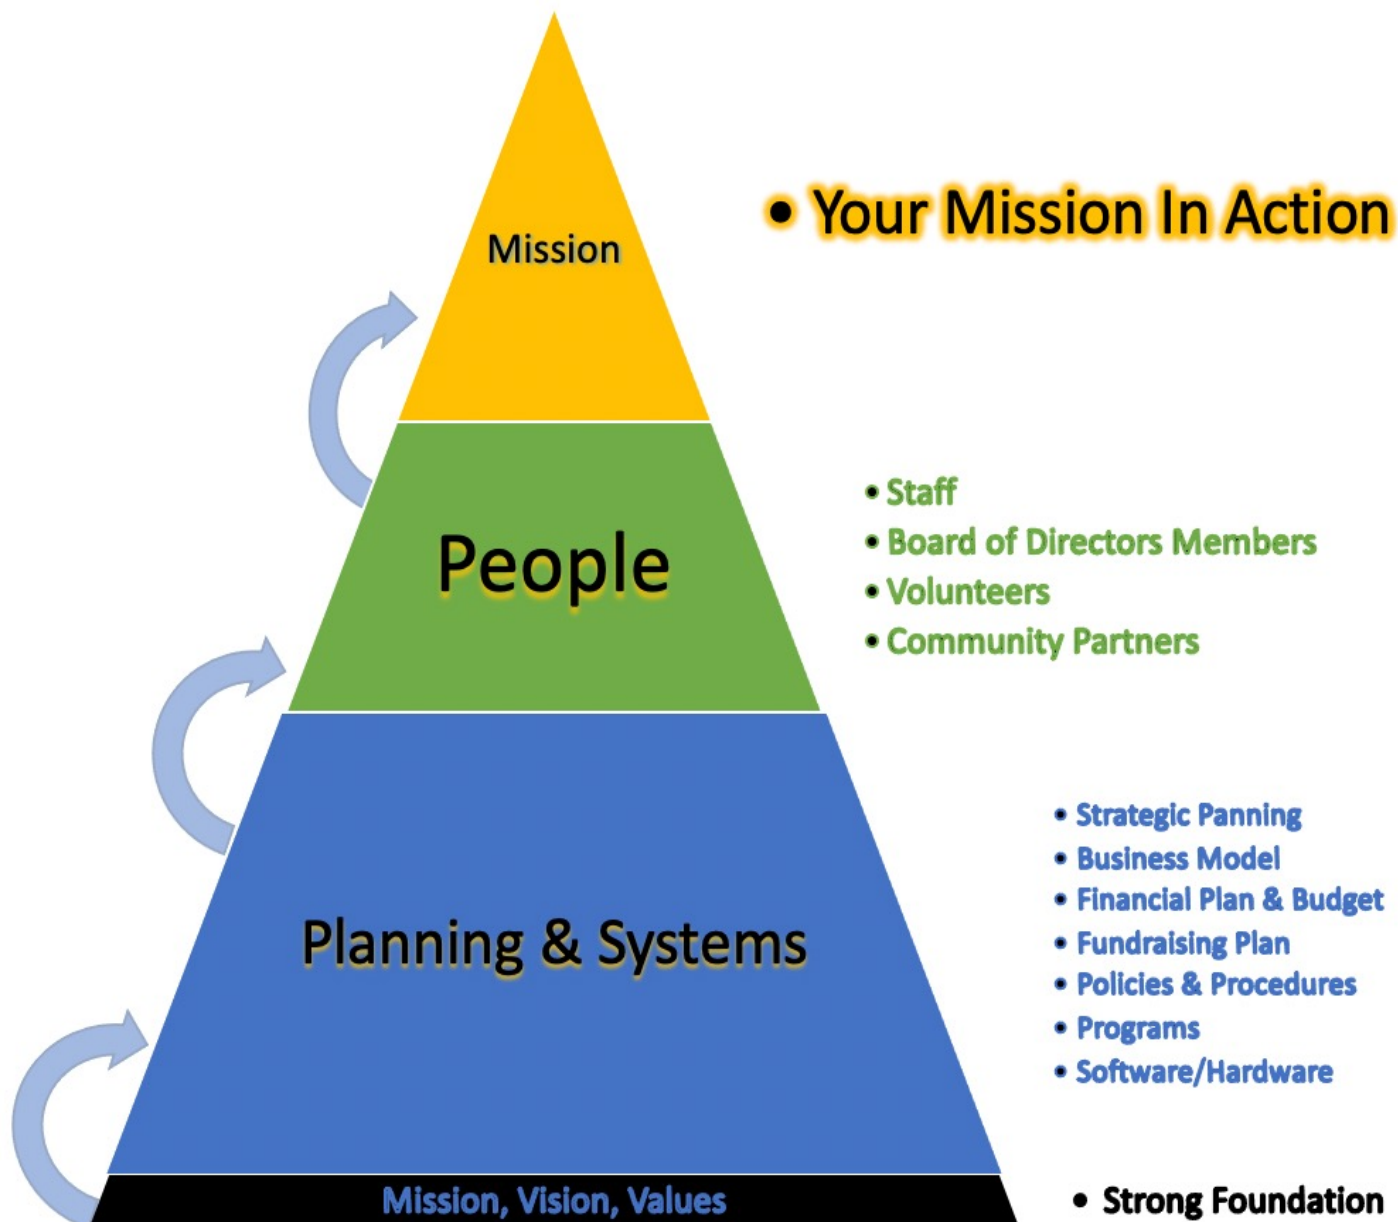 Mission
• Your Mission In Action
People
• Staff
• Board of Directors Members
• Volunteers
• Community Partners
Planning & Systems
• Strategic Panning
• Business Model
• Financial Plan & Budget
• Fundraising Plan
• Policies & Procedures
• Programs
• Software/Hardware
Mission, Vision, Values
• Strong Foundation